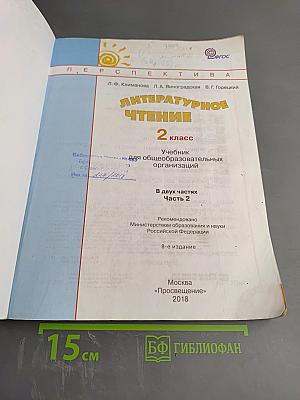 ФГОС
ПЕРСПЕКТИВА
Л. Ф. Климанова Л. А. Виноградская В. Г. Горецкий
ЛИТЕРАТУРНОЕ
ЧТЕНИЕ
2 класс
Учебник
для общеобразовательных
организаций
В двух частях
Часть 2
Рекомендовано
Министерством образования и науки
Российской Федерации
8-е издание
Москва
«Просвещение»
2018
15 см
БФ БИБЛИОФАН